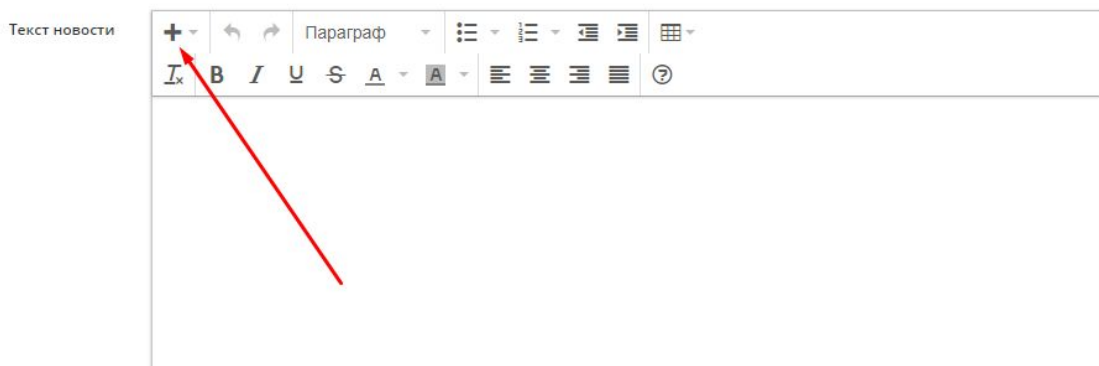 Текст новости
Параграф